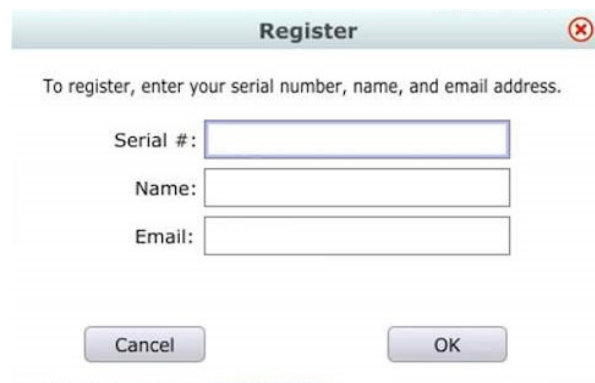 Register
To register, enter your serial number, name, and email address.
Serial #:
Name:
Email:
Cancel OK